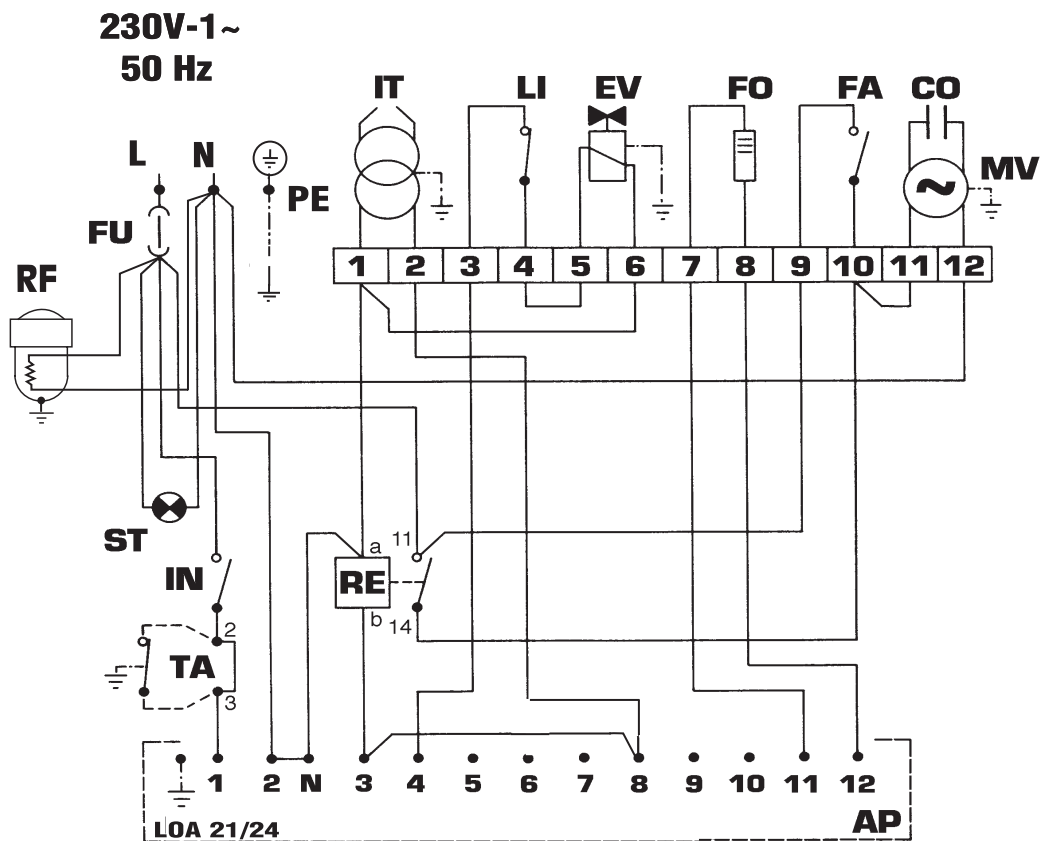 230V-1~
50 Hz
IT LI EV FO FA CO
L N PE MV
FU
RF
1 2 3 4 5 6 7 8 9 10 11 12
ST
a 11
IN RE
b 14
2
TA
3
1 2 N 3 4 5 6 7 8 9 10 11 12
LOA 21/24 AP